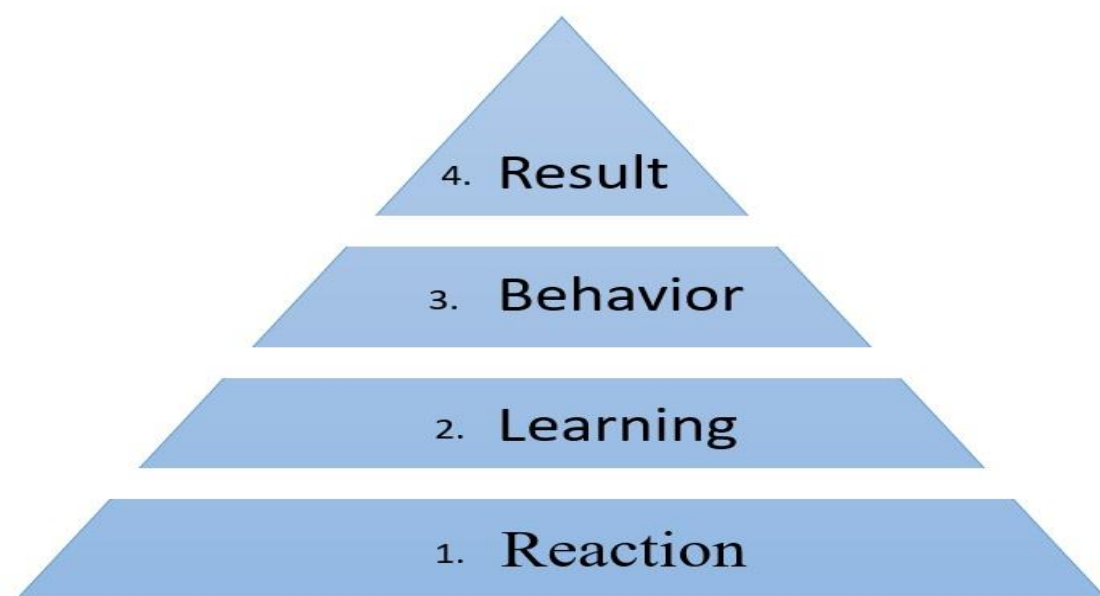 4. Result
3. Behavior
2. Learning
1. Reaction